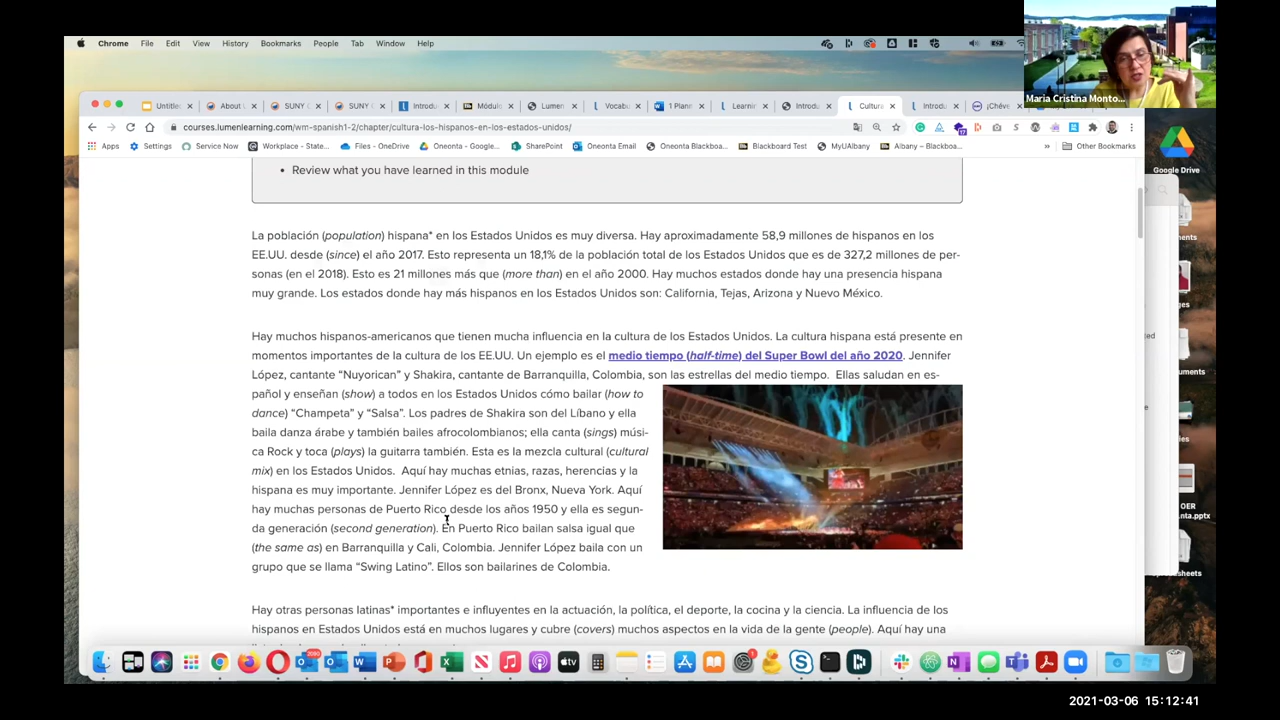 Chrome File Edit View History Bookmarks People Tab Window Help
Maria Cristina Monto...
Untitle About SUNY SUNY Introdu Módul Lumen Vocabu 1 Plann Learnin Introdu Cultura Introdu ¡Chéve
courses.lumenlearning.com/wm-spanish1-2/chapter/cultura-los-hispanos-en-los-estados-unidos/
Apps Settings Service Now Workplace - State... Files - OneDrive Oneonta - Google... SharePoint Oneonta Email Oneonta Blackboa... Blackboard Test MyUAlbany Albany – Blackboa... » Other Bookmarks
Google Drive
• Review what you have learned in this module
La población (population) hispana* en los Estados Unidos es muy diversa. Hay aproximadamente 58,9 millones de hispanos en los
EE.UU. desde (since) el año 2017. Esto representa un 18,1% de la población total de los Estados Unidos que es de 327,2 millones de per-
sonas (en el 2018). Esto es 21 millones más que (more than) en el año 2000. Hay muchos estados donde hay una presencia hispana
muy grande. Los estados donde hay más hispanos en los Estados Unidos son: California, Tejas, Arizona y Nuevo México.
Hay muchos hispanos-americanos que tienen mucha influencia en la cultura de los Estados Unidos. La cultura hispana está presente en
momentos importantes de la cultura de los EE.UU. Un ejemplo es el medio tiempo (half-time) del Super Bowl del año 2020. Jennifer
López, cantante “Nuyorican” y Shakira, cantante de Barranquilla, Colombia, son las estrellas del medio tiempo. Ellas saludan en es-
pañol y enseñan (show) a todos en los Estados Unidos cómo bailar (how to
dance) “Champeta” y “Salsa”. Los padres de Shakira son del Líbano y ella
baila danza árabe y también bailes afrocolombianos; ella canta (sings) músi-
ca Rock y toca (plays) la guitarra también. Esta es la mezcla cultural (cultural
mix) en los Estados Unidos. Aquí hay muchas etnias, razas, herencias y la
hispana es muy importante. Jennifer López es del Bronx, Nueva York. Aquí
hay muchas personas de Puerto Rico desde los años 1950 y ella es segun-
da generación (second generation). En Puerto Rico bailan salsa igual que
(the same as) en Barranquilla y Cali, Colombia. Jennifer López baila con un
grupo que se llama “Swing Latino”. Ellos son bailarines de Colombia.
Hay otras personas latinas* importantes e influyentes en la actuación, la política, el deporte, la cocina y la ciencia. La influencia de los
hispanos en Estados Unidos está en muchos lugares y cubre (covers) muchos aspectos en la vida de la gente (people). Aquí hay una
OER
nta.pptx
2021-03-06 15:12:41